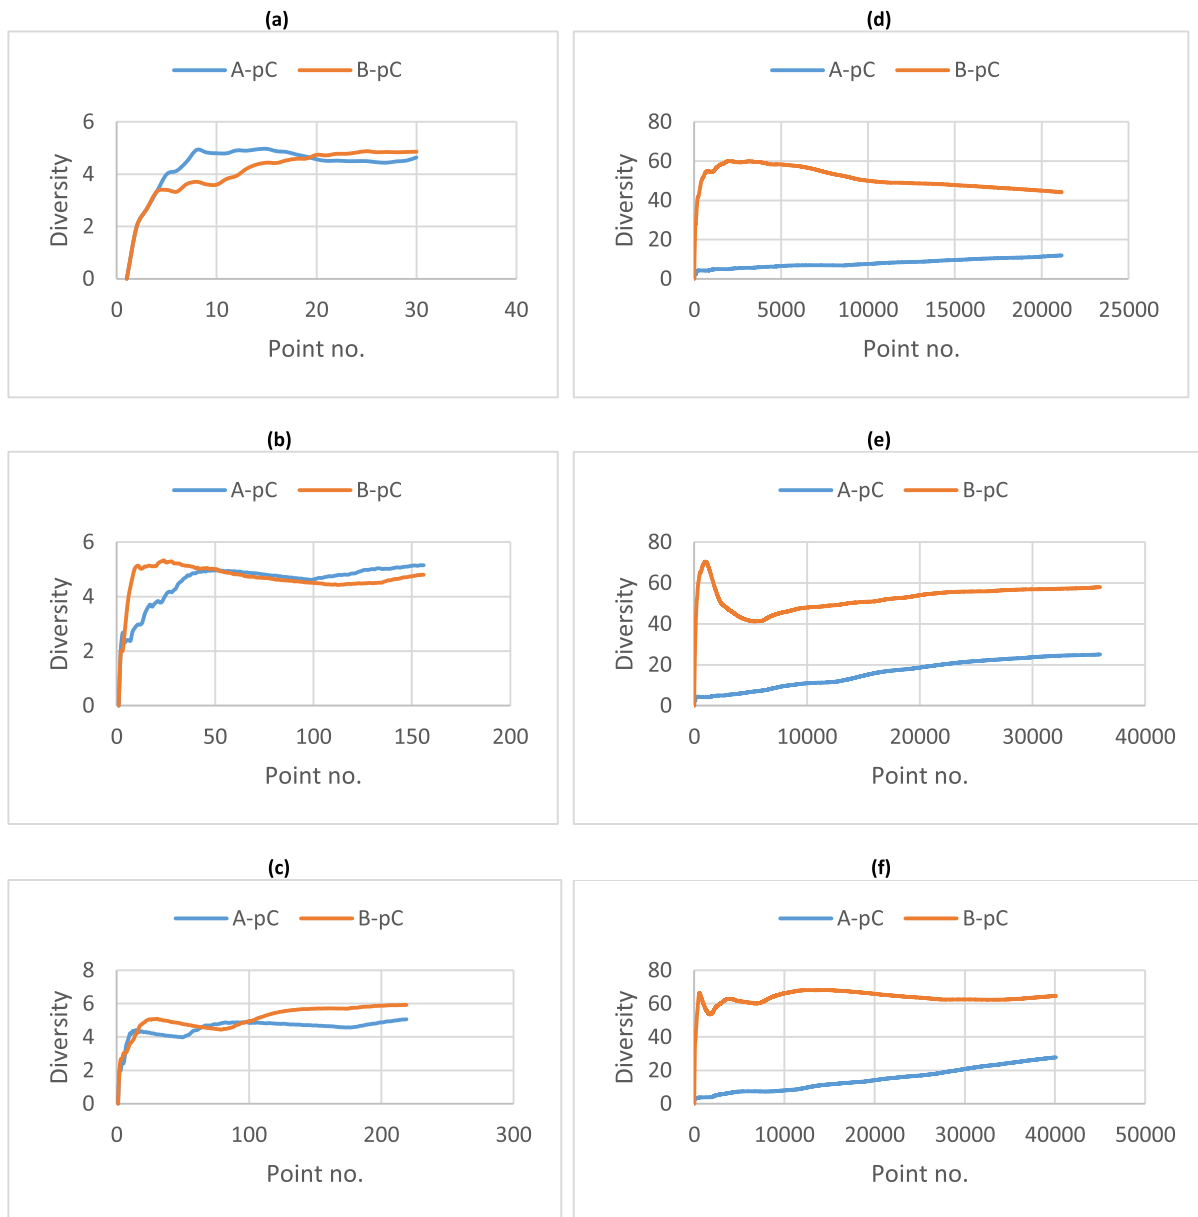 (a)
A-pC B-pC
6
4
2
0
0 10 20 30 40
Diversity
Point no.
(d)
A-pC B-pC
80
60
40
20
0
0 5000 10000 15000 20000 25000
Diversity
Point no.
(b)
A-pC B-pC
6
4
2
0
0 50 100 150 200
Diversity
Point no.
(e)
A-pC B-pC
80
60
40
20
0
0 10000 20000 30000 40000
Diversity
Point no.
(c)
A-pC B-pC
8
6
4
2
0
0 100 200 300
Diversity
Point no.
(f)
A-pC B-pC
80
60
40
20
0
0 10000 20000 30000 40000 50000
Diversity
Point no.